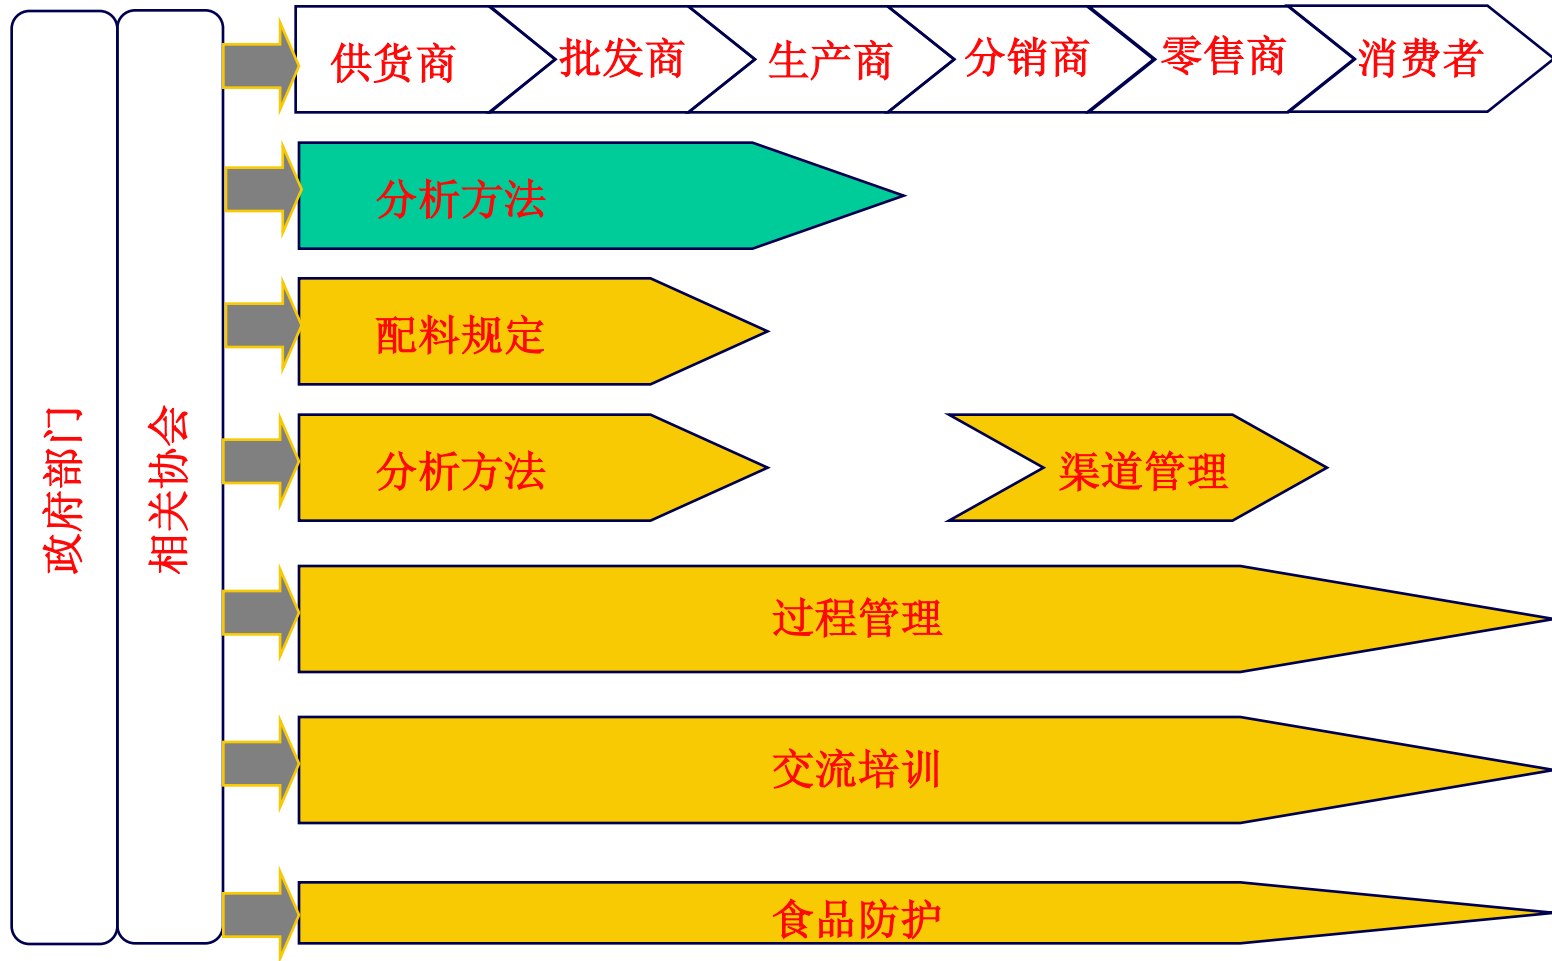 政府部门
相关协会
供货商
批发商
生产商
分销商
零售商
消费者
分析方法
配料规定
分析方法
渠道管理
过程管理
交流培训
食品防护